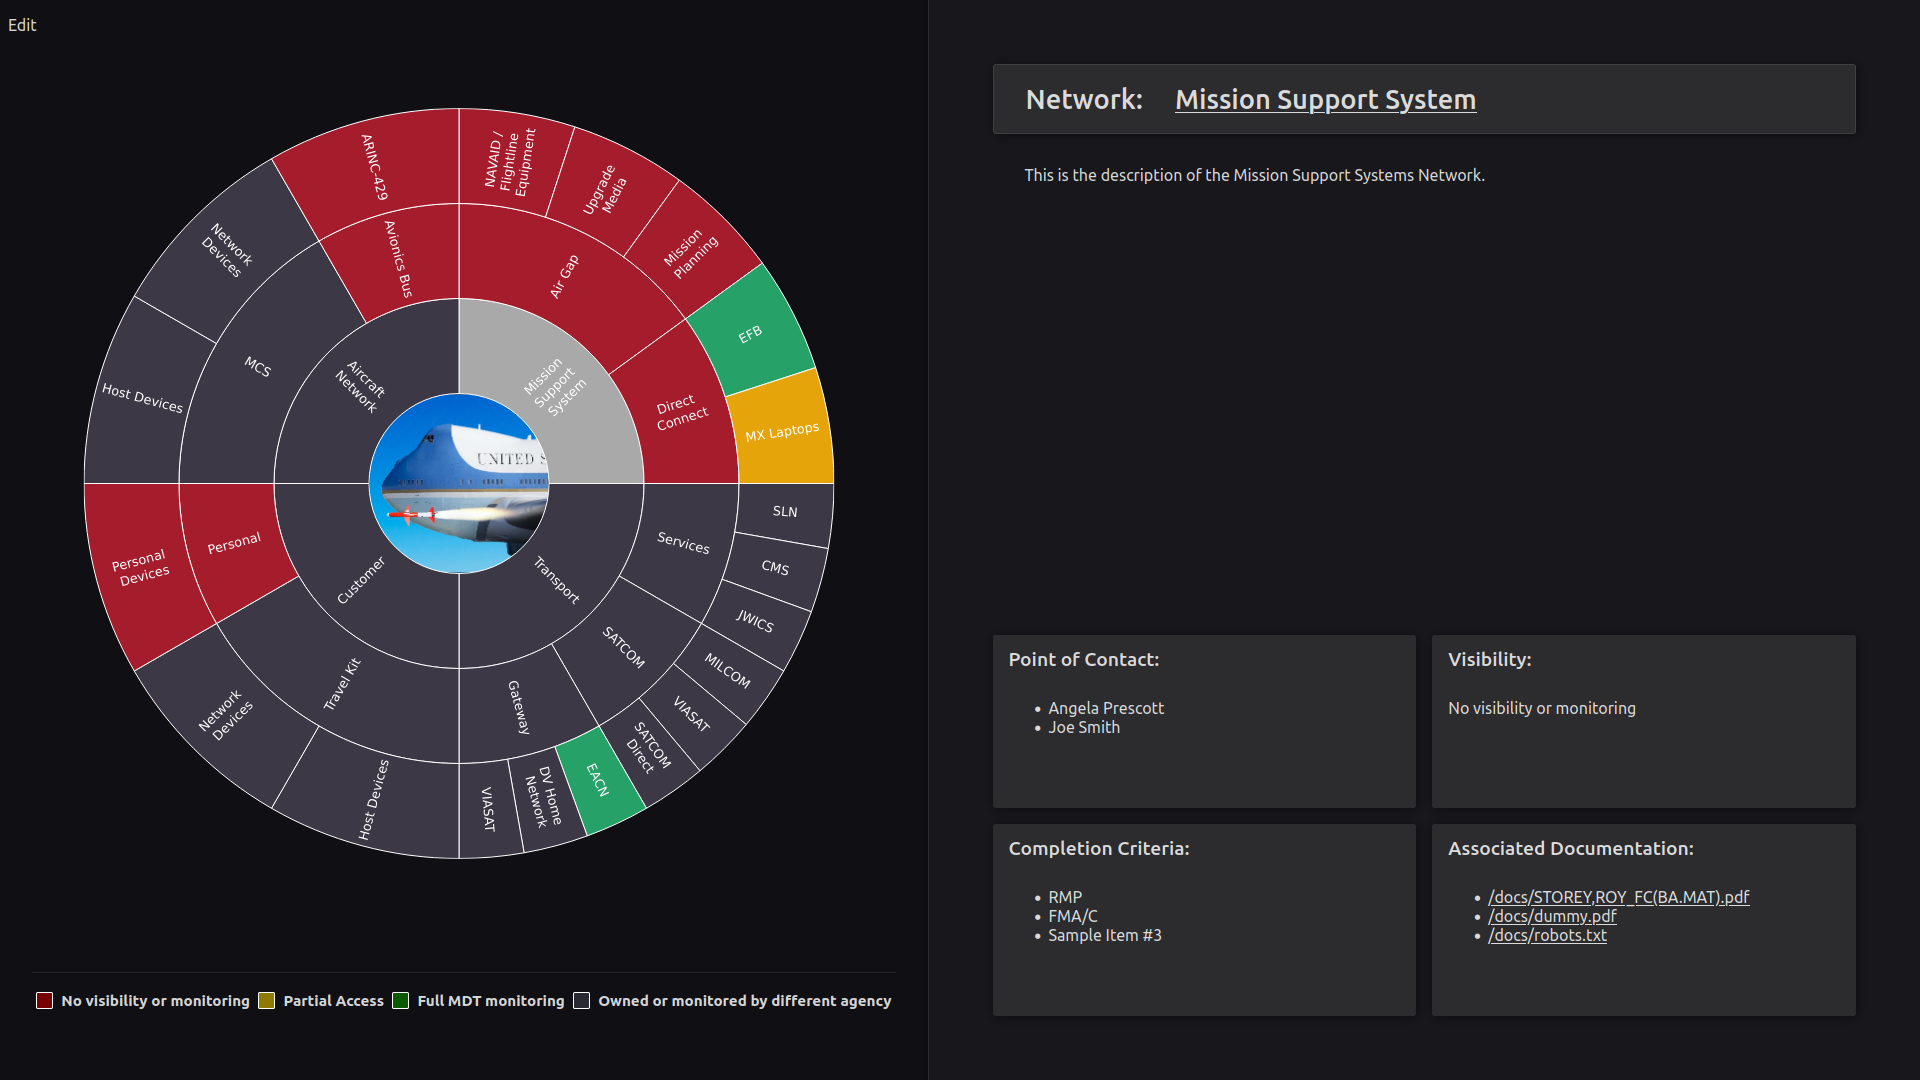 Edit
ARINC-429
NAVAID /
Flightline
Equipment
Upgrade
Media
Mission
Planning
EFB
MX Laptops
Network
Devices
Host Devices
MCS
Avionics Bus
Air Gap
Direct
Connect
Aircraft
Network
Mission
Support
System
UNITED S
Personal
Devices
Personal
Customer
Transport
Services
SLN
CMS
JWICS
SATCOM
MILCOM
VIASAT
SATCOM
Direct
Gateway
EACN
DV Home
Network
VIASAT
Travel Kit
Network
Devices
Host Devices
No visibility or monitoring
Partial Access
Full MDT monitoring
Owned or monitored by different agency
Network: Mission Support System
This is the description of the Mission Support Systems Network.
Point of Contact:
• Angela Prescott
• Joe Smith
Visibility:
No visibility or monitoring
Completion Criteria:
• RMP
• FMA/C
• Sample Item #3
Associated Documentation:
• /docs/STOREY,ROY_FC(BA.MAT).pdf
• /docs/dummy.pdf
• /docs/robots.txt